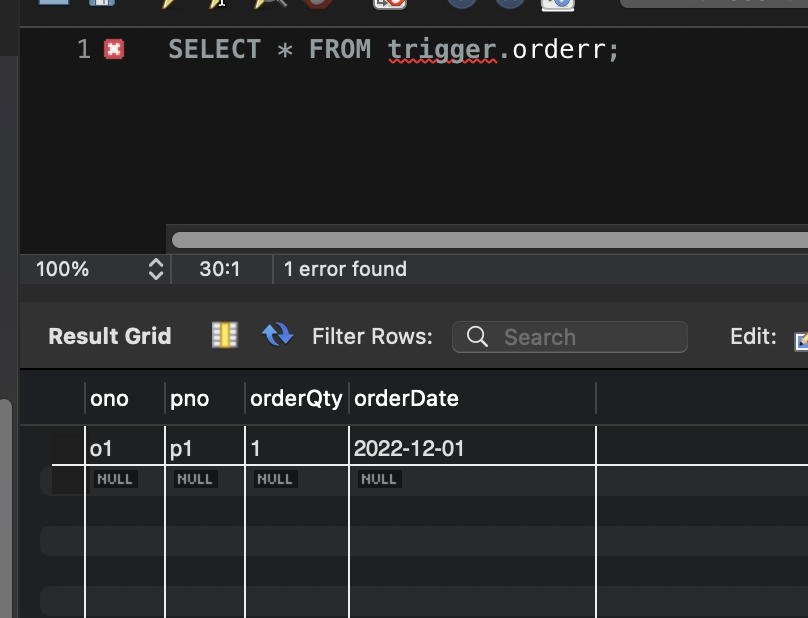 1 SELECT * FROM trigger.orderr;
100% 30:1 1 error found
Result Grid Filter Rows: Search Edit:
ono pno orderQty orderDate
o1 p1 1 2022-12-01
NULL NULL NULL NULL